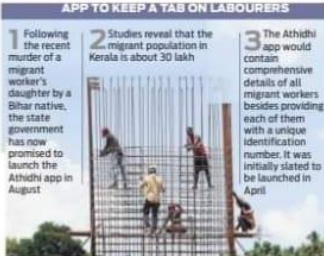 APP TO KEEP A TAB ON LABOURERS
1 Following
the recent
murder of a
migrant
worker's
daughter by a
Bihar native,
the state
government
has now
promised to
launch the
Athidhi app in
August
2 Studies reveal that the
migrant population in
Kerala is about 30 lakh
3 The Athidhi
app would
contain
comprehensive
details of all
migrant workers
besides providing
each of them
with a unique
identification
number. It was
initially slated to
be launched in
April